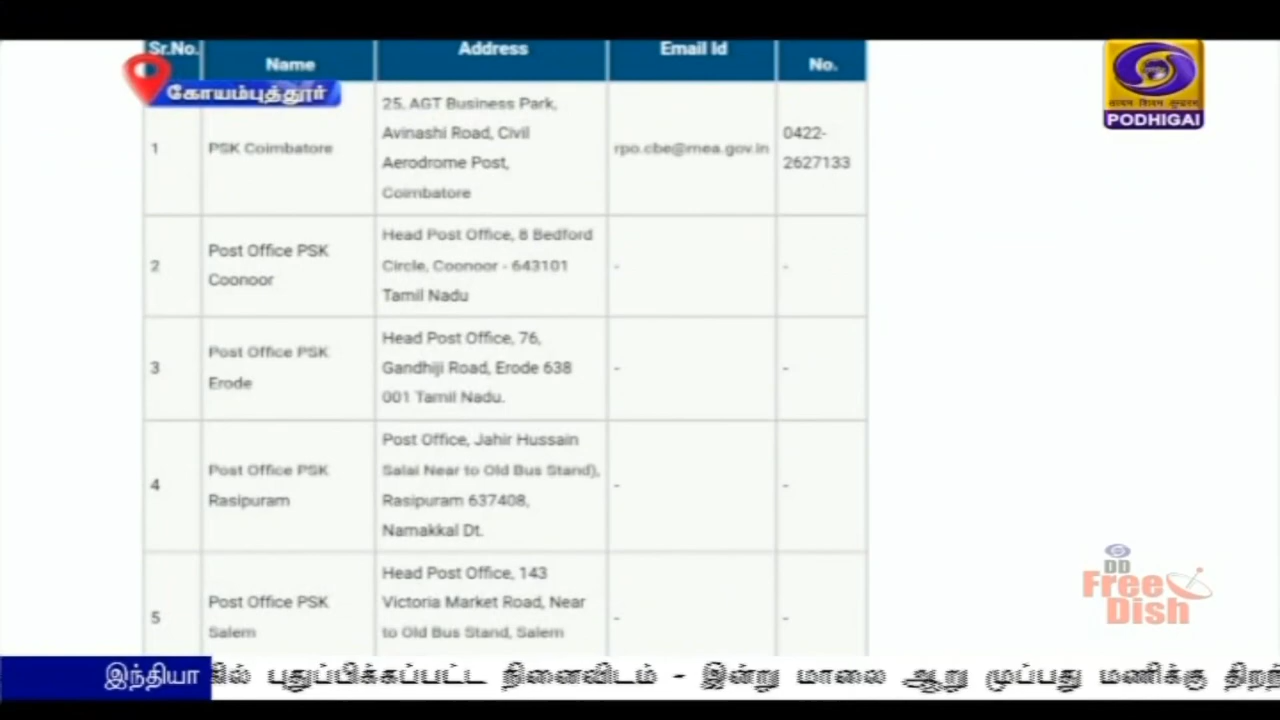 Sr.No.
Name
Address
Email Id
No.
கோயம்புத்தூர்
1
PSK Coimbatore
25. AGT Business Park,
Avinashi Road, Civil
Aerodrome Post,
Coimbatore
rpo.cbe@mea.gov.in
0422-
2627133
2
Post Office PSK
Coonoor
Head Post Office, 8 Bedford
Circle, Coonoor - 643101
Tamil Nadu
-
-
3
Post Office PSK
Erode
Head Post Office, 76,
Gandhiji Road, Erode 638
001 Tamil Nadu.
-
-
4
Post Office PSK
Rasipuram
Post Office, Jahir Hussain
Salai Near to Old Bus Stand),
Rasipuram 637408,
Namakkal Dt.
-
-
5
Post Office PSK
Salem
Head Post Office, 143
Victoria Market Road, Near
to Old Bus Stand, Salem
-
-
सत्यम शिवम सुन्दरम
PODHIGAI
DD
Free
Dish
இந்தியா
புதுப்பிக்கப்பட்ட நினைவிடம் - இன்று மாலை ஆறு முப்பது மணிக்கு